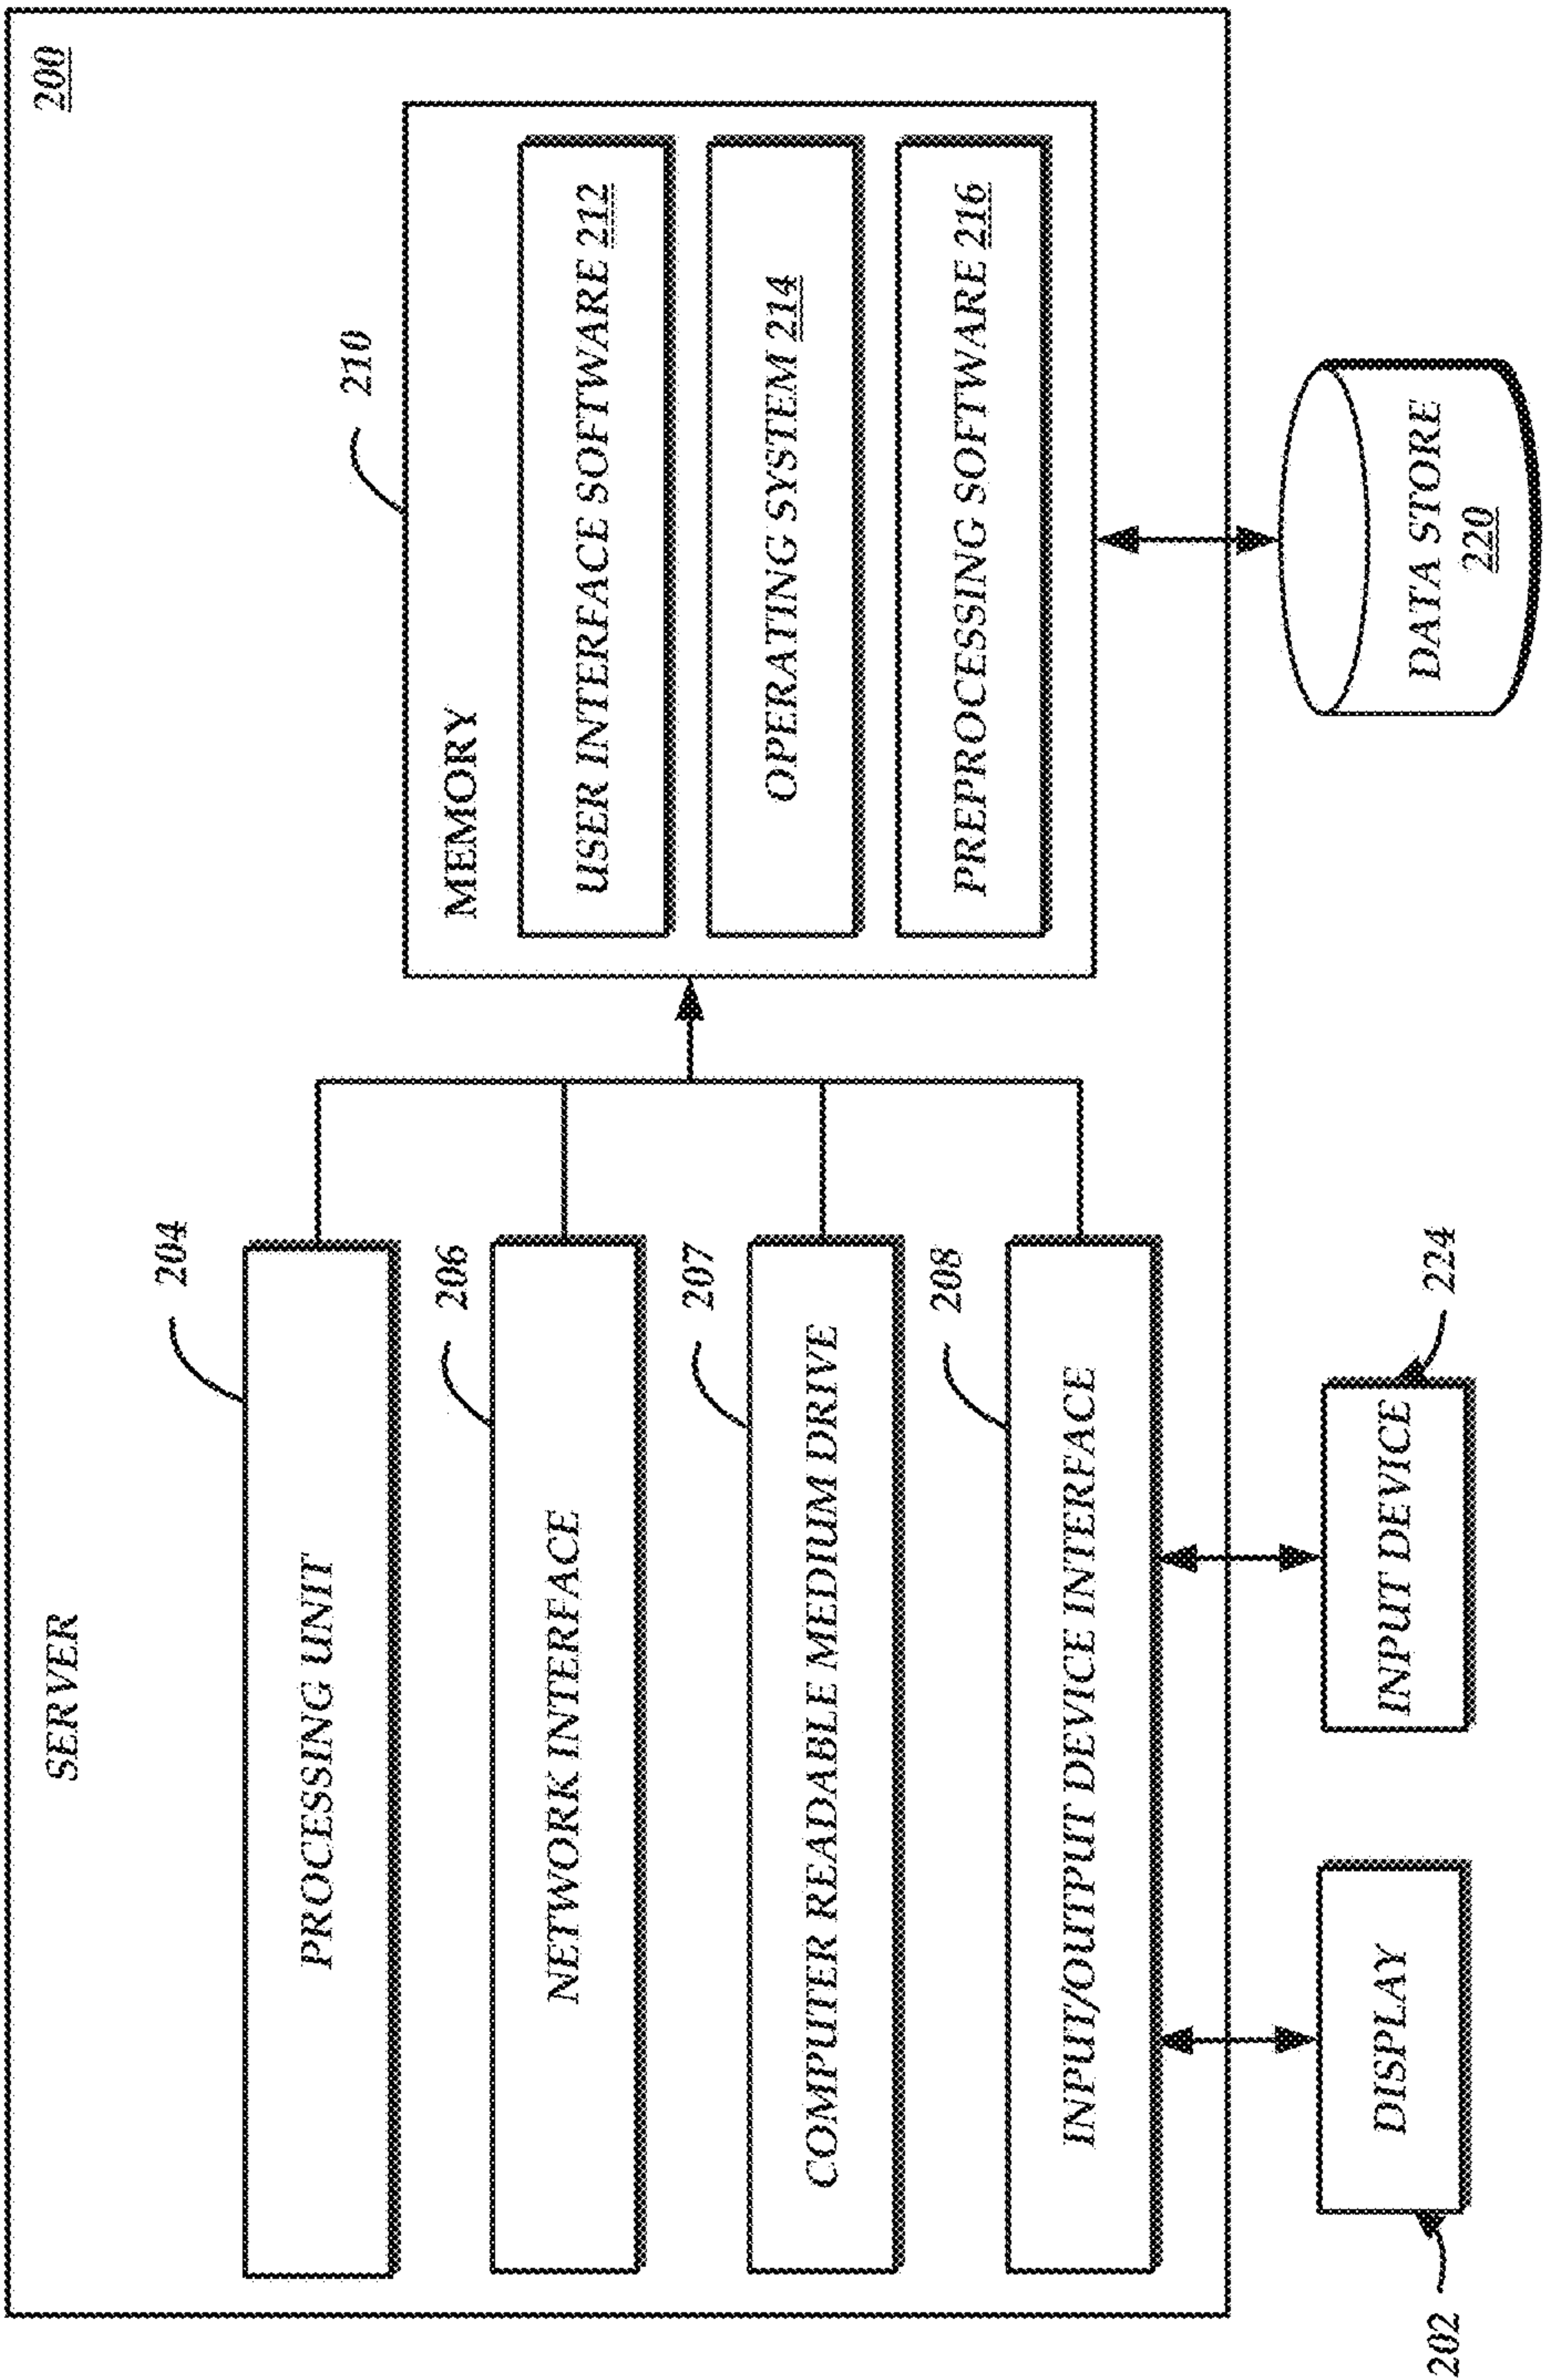 200
SERVER
204
PROCESSING UNIT
206
NETWORK INTERFACE
207
COMPUTER READABLE MEDIUM DRIVE
208
INPUT/OUTPUT DEVICE INTERFACE
210
MEMORY
USER INTERFACE SOFTWARE 212
OPERATING SYSTEM 214
PREPROCESSING SOFTWARE 216
202
DISPLAY
INPUT DEVICE
224
DATA STORE
220